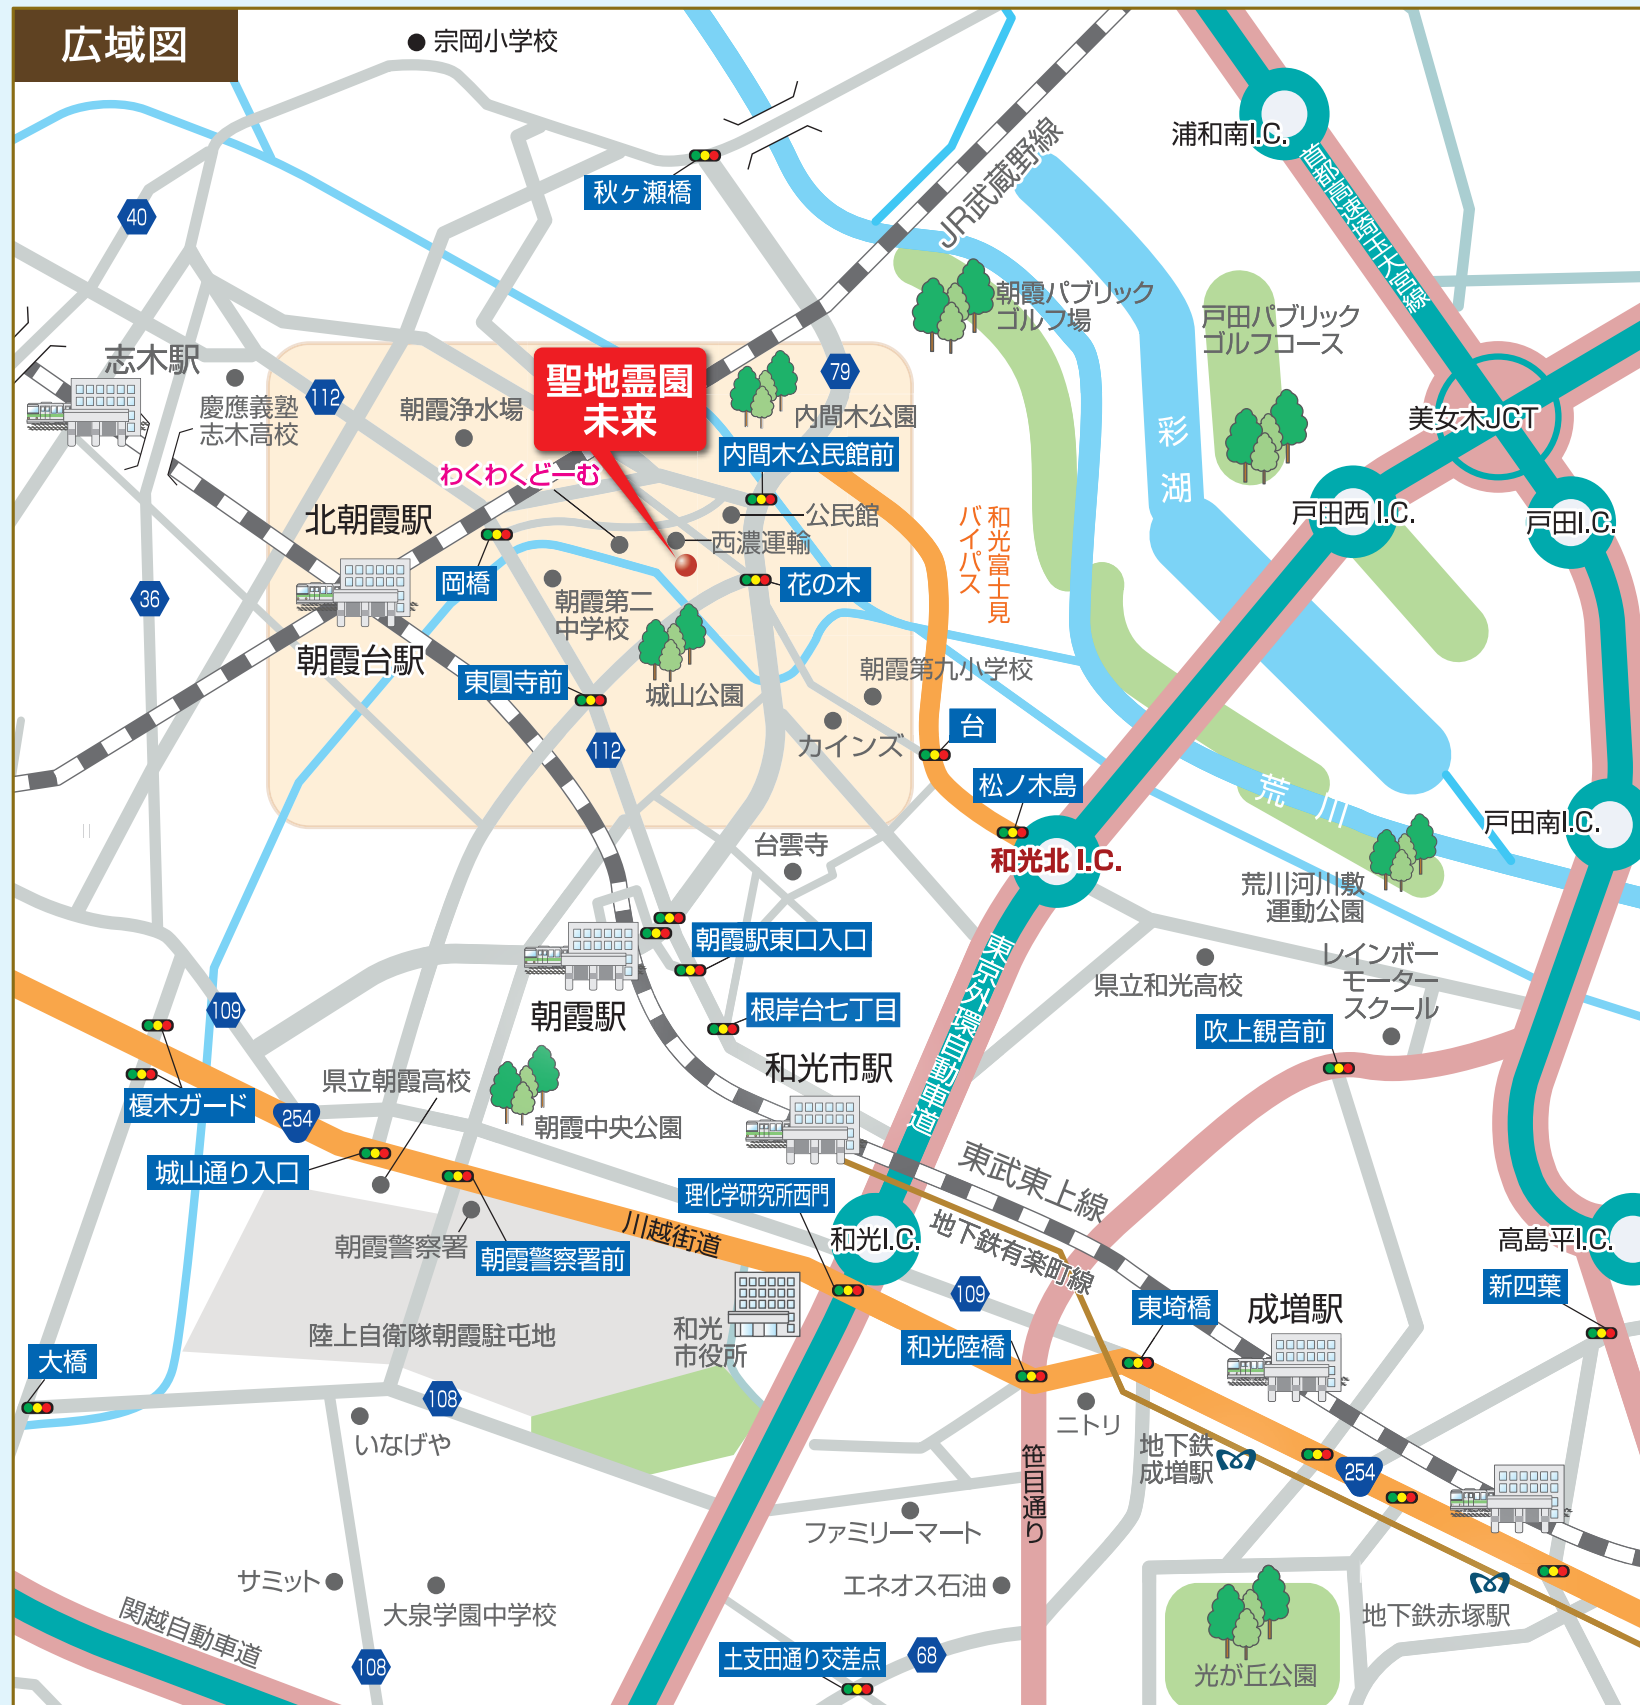 広域図
宗岡小学校
浦和南I.C.
秋ヶ瀬橋
JR武蔵野線
首都高速埼玉大宮線
40
朝霞パブリック
ゴルフ場
戸田パブリック
ゴルフコース
志木駅
慶應義塾
志木高校
112
朝霞浄水場
聖地霊園
未来
79
内間木公園
内間木公民館前
彩湖
美女木JCT
わくわくどーむ
北朝霞駅
公民館
西濃運輸
和光富士見
バイパス
戸田西I.C.
戸田I.C.
岡橋
花の木
36
朝霞第二
中学校
朝霞台駅
東圓寺前
城山公園
朝霞第九小学校
カインズ
台
112
松ノ木島
荒川
戸田南I.C.
台雲寺
和光北I.C.
荒川河川敷
運動公園
朝霞駅東口入口
東京外環自動車道
県立和光高校
レインボー
モーター
スクール
朝霞駅
根岸台七丁目
109
吹上観音前
和光市駅
県立朝霞高校
榎木ガード
254
朝霞中央公園
城山通り入口
東武東上線
理化学研究所西門
和光I.C.
地下鉄有楽町線
高島平I.C.
朝霞警察署
朝霞警察署前
川越街道
109
新四葉
東埼橋
成増駅
陸上自衛隊朝霞駐屯地
和光
市役所
和光陸橋
大橋
108
いなげや
ニトリ
地下鉄
成増駅
254
笹目通り
ファミリーマート
サミット
大泉学園中学校
エネオス石油
地下鉄赤塚駅
関越自動車道
108
土支田通り交差点
68
光が丘公園